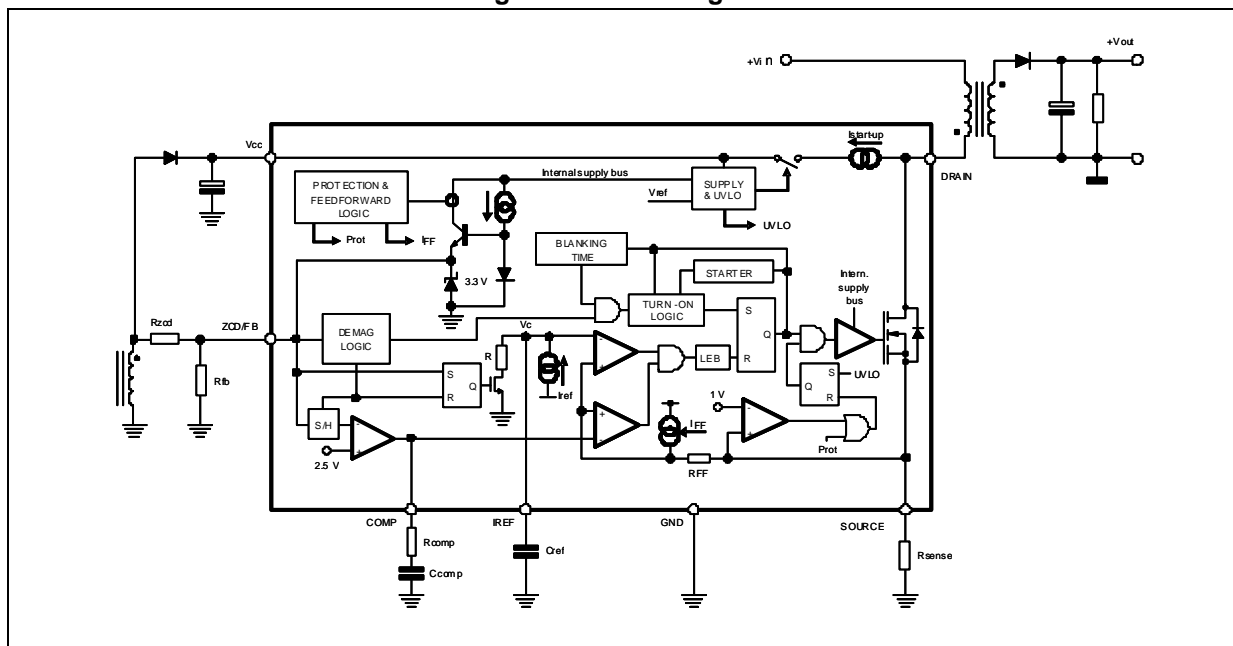 +Vin
+Vout
Vcc
Istart-up
DRAIN
Internal supply bus
PROTECTION &
FEEDFORWARD
LOGIC
SUPPLY
& UVLO
Vref
UVLO
Prot
IFF
BLANKING
TIME
STARTER
3.3 V
Intern.
supply
bus
TURN -ON
LOGIC
Rzcd
ZCD/FB
DEMAG
LOGIC
Vc
S
Q
R
R
LEB
S
Q
R
Rfb
Iref
S
Q
R
UVLO
1 V
IFF
S/H
RFF
Prot
2.5 V
COMP
IREF
GND
SOURCE
Rcomp
Cref
Rsense
Ccomp